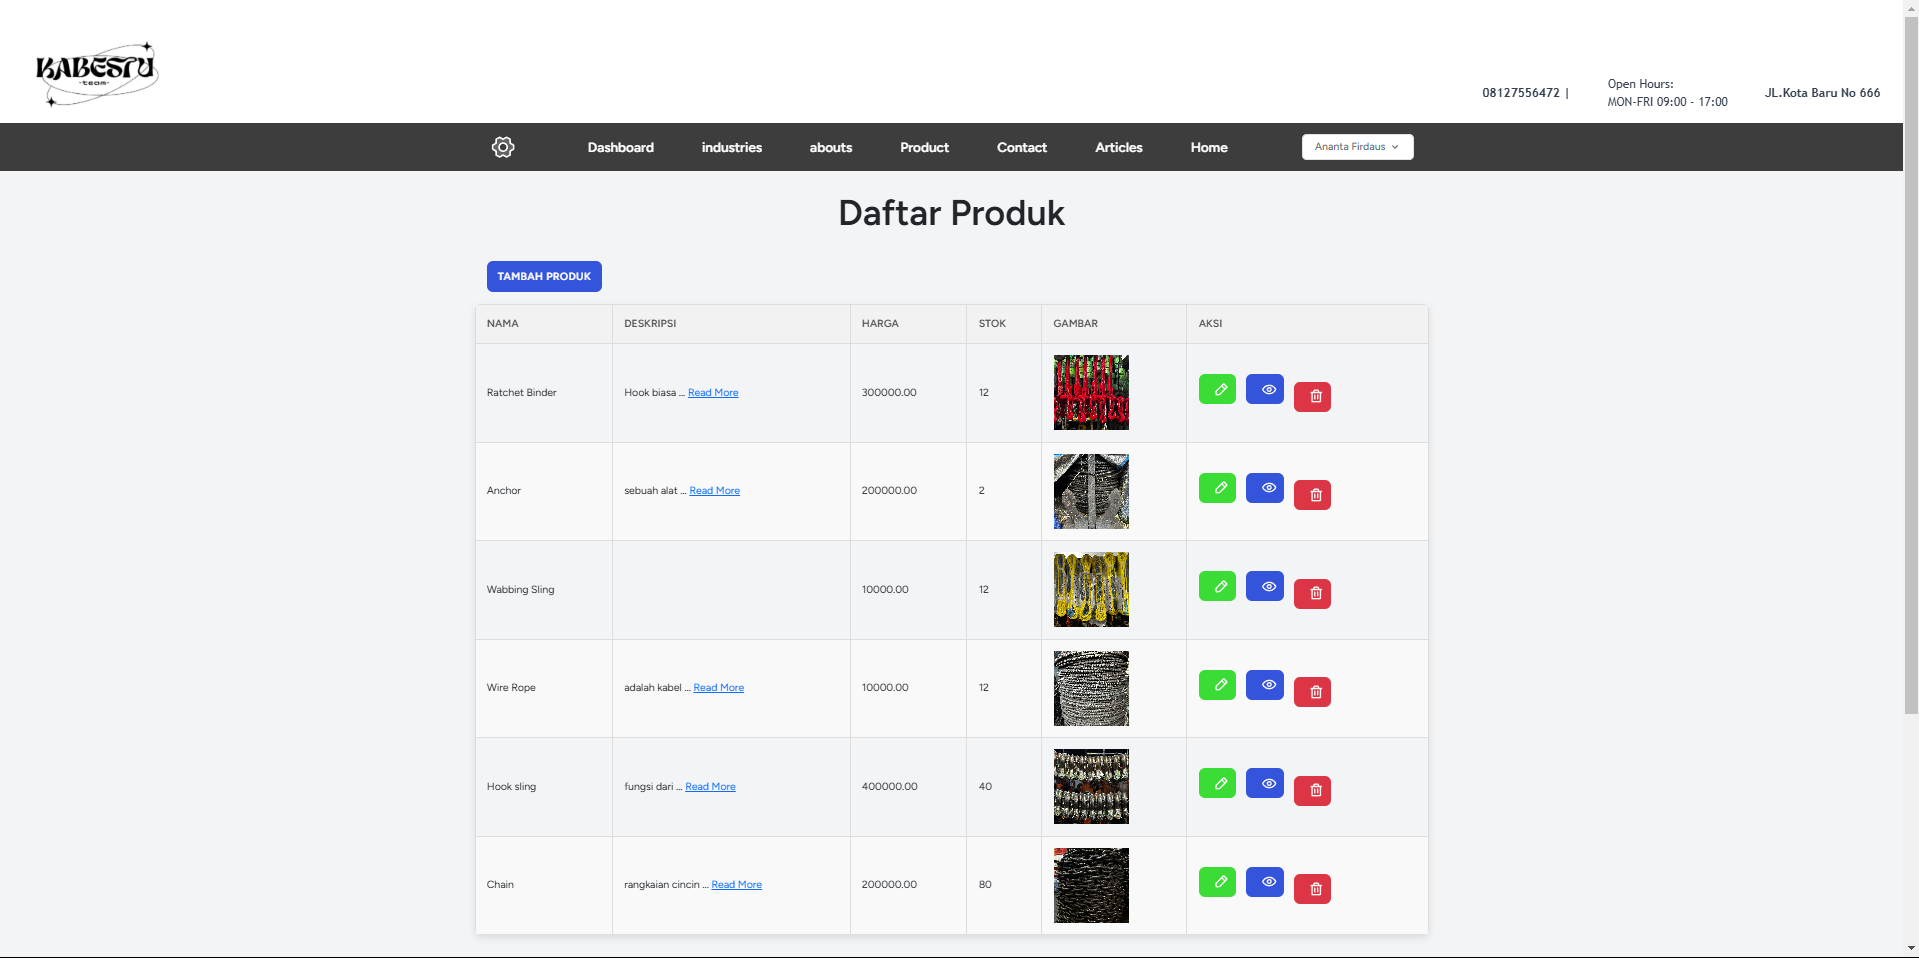 KABESTU
-team-
08127556472 |
Open Hours:
MON-FRI 09:00 - 17:00
JL.Kota Baru No 666
Dashboard industries abouts Product Contact Articles Home Ananta Firdaus
Daftar Produk
TAMBAH PRODUK
NAMA DESKRIPSI HARGA STOK GAMBAR AKSI
Ratchet Binder Hook biasa ... Read More 300000.00 12
Anchor sebuah alat ... Read More 200000.00 2
Wabbing Sling 10000.00 12
Wire Rope adalah kabel ... Read More 10000.00 12
Hook sling fungsi dari ... Read More 400000.00 40
Chain rangkaian cincin ... Read More 200000.00 80